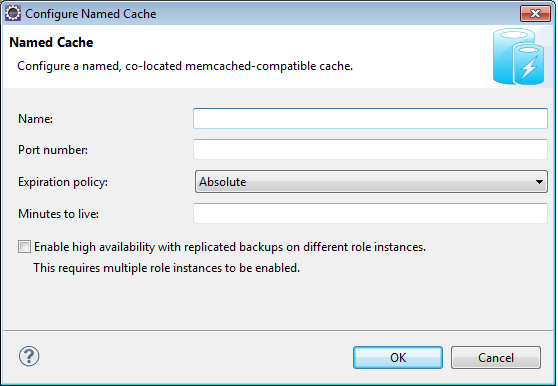 Configure Named Cache
Named Cache
Configure a named, co-located memcached-compatible cache.
Name:
Port number:
Expiration policy: Absolute
Minutes to live:
Enable high availability with replicated backups on different role instances.
This requires multiple role instances to be enabled.
? OK Cancel